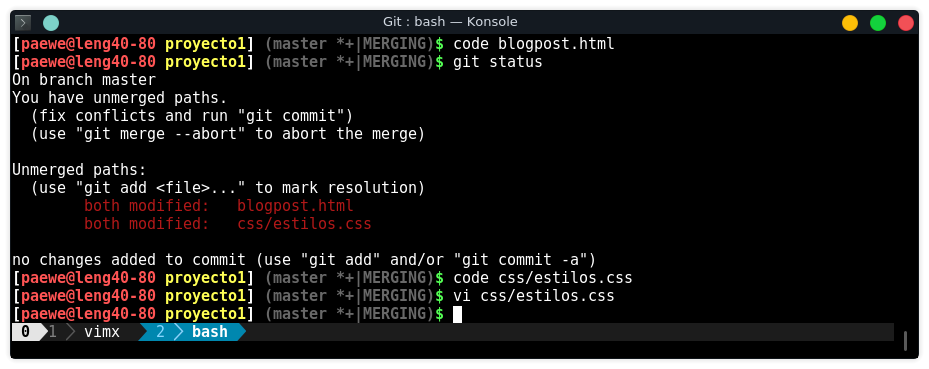 Git : bash — Konsole
[paewe@leng40-80 proyecto1] (master *+|MERGING)$ code blogpost.html
[paewe@leng40-80 proyecto1] (master *+|MERGING)$ git status
On branch master
You have unmerged paths.
  (fix conflicts and run "git commit")
  (use "git merge --abort" to abort the merge)
Unmerged paths:
  (use "git add <file>..." to mark resolution)
        both modified:   blogpost.html
        both modified:   css/estilos.css
no changes added to commit (use "git add" and/or "git commit -a")
[paewe@leng40-80 proyecto1] (master *+|MERGING)$ code css/estilos.css
[paewe@leng40-80 proyecto1] (master *+|MERGING)$ vi css/estilos.css
[paewe@leng40-80 proyecto1] (master *+|MERGING)$
0 1 vimx 2 bash